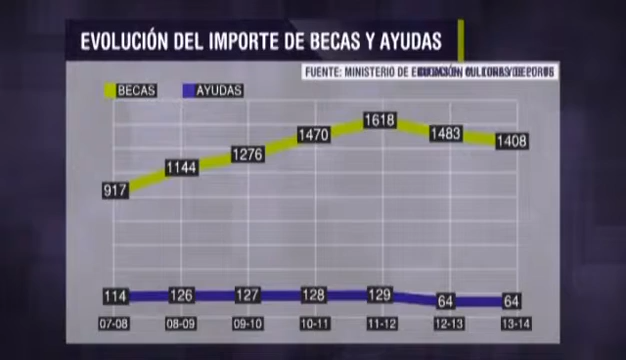 EVOLUCIÓN DEL IMPORTE DE BECAS Y AYUDAS
FUENTE: MINISTERIO DE
BECAS AYUDAS
917 1144 1276 1470 1618 1483 1408
114 126 127 128 129 64 64
07-08 08-09 09-10 10-11 11-12 12-13 13-14